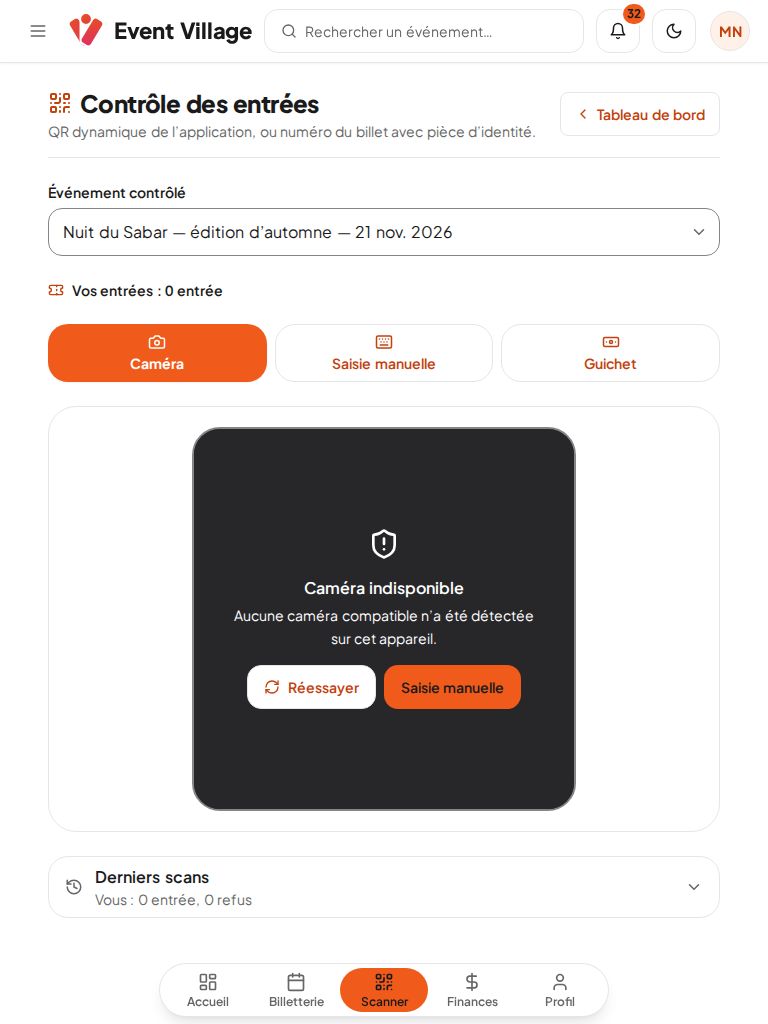 Event Village
Rechercher un événement...
32
MN
Contrôle des entrées
QR dynamique de l’application, ou numéro du billet avec pièce d’identité.
Tableau de bord
Événement contrôlé
Nuit du Sabar — édition d’automne — 21 nov. 2026
Vos entrées : 0 entrée
Caméra
Saisie manuelle
Guichet
Caméra indisponible
Aucune caméra compatible n’a été détectée
sur cet appareil.
Réessayer
Saisie manuelle
Derniers scans
Vous : 0 entrée, 0 refus
Accueil
Billetterie
Scanner
Finances
Profil